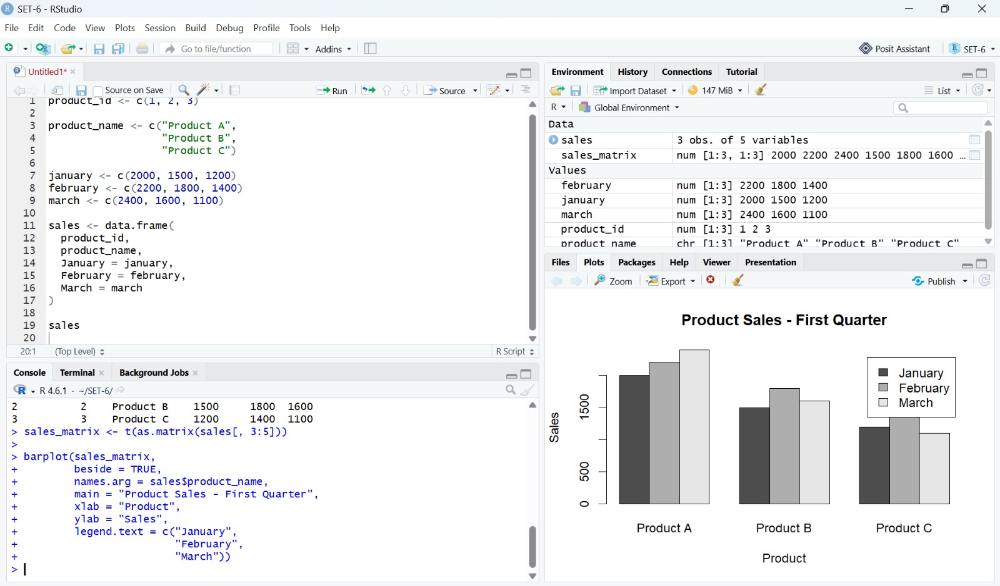 SET-6 - RStudio
File Edit Code View Plots Session Build Debug Profile Tools Help
Go to file/function Addins Posit Assistant SET-6
Untitled1*
Source on Save Run Source
1 product_id <- c(1, 2, 3)
2
3 product_name <- c("Product A",
4 "Product B",
5 "Product C")
6
7 january <- c(2000, 1500, 1200)
8 february <- c(2200, 1800, 1400)
9 march <- c(2400, 1600, 1100)
10
11 sales <- data.frame(
12 product_id,
13 product_name,
14 January = january,
15 February = february,
16 March = march
17 )
18
19 sales
20
20:1 (Top Level) R Script
Console Terminal Background Jobs
R 4.6.1 · ~/SET-6/
2 2 Product B 1500 1800 1600
3 3 Product C 1200 1400 1100
> sales_matrix <- t(as.matrix(sales[, 3:5]))
>
> barplot(sales_matrix,
+ beside = TRUE,
+ names.arg = sales$product_name,
+ main = "Product Sales - First Quarter",
+ xlab = "Product",
+ ylab = "Sales",
+ legend.text = c("January",
+ "February",
+ "March"))
>
Environment History Connections Tutorial
Import Dataset 147 MiB List
R Global Environment
Data
sales 3 obs. of 5 variables
sales_matrix num [1:3, 1:3] 2000 2200 2400 1500 1800 1600 …
Values
february num [1:3] 2200 1800 1400
january num [1:3] 2000 1500 1200
march num [1:3] 2400 1600 1100
product_id num [1:3] 1 2 3
product_name chr [1:3] "Product A" "Product B" "Product C"
Files Plots Packages Help Viewer Presentation
Zoom Export Publish
Product Sales - First Quarter
January
February
March
Sales
1500
500
0
Product A Product B Product C
Product